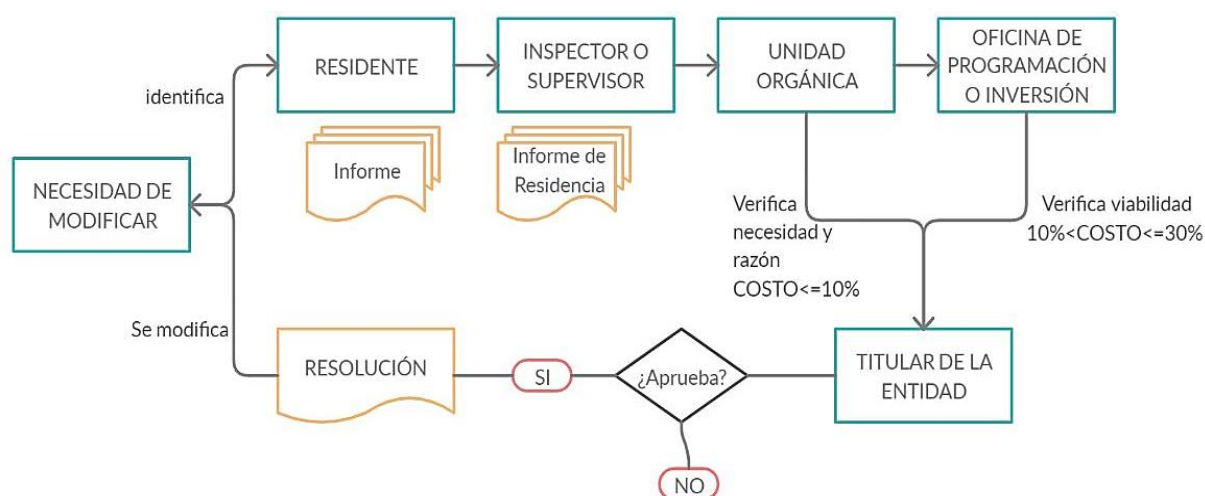 identifica
RESIDENTE
INSPECTOR O
SUPERVISOR
UNIDAD
ORGÁNICA
OFICINA DE
PROGRAMACIÓN
O INVERSIÓN
Informe
Informe de
Residencia
NECESIDAD DE
MODIFICAR
Verifica
necesidad y
razón
COSTO<=10%
Verifica viabilidad
10%<COSTO<=30%
Se modifica
RESOLUCIÓN
SI
¿Aprueba?
TITULAR DE LA
ENTIDAD
NO